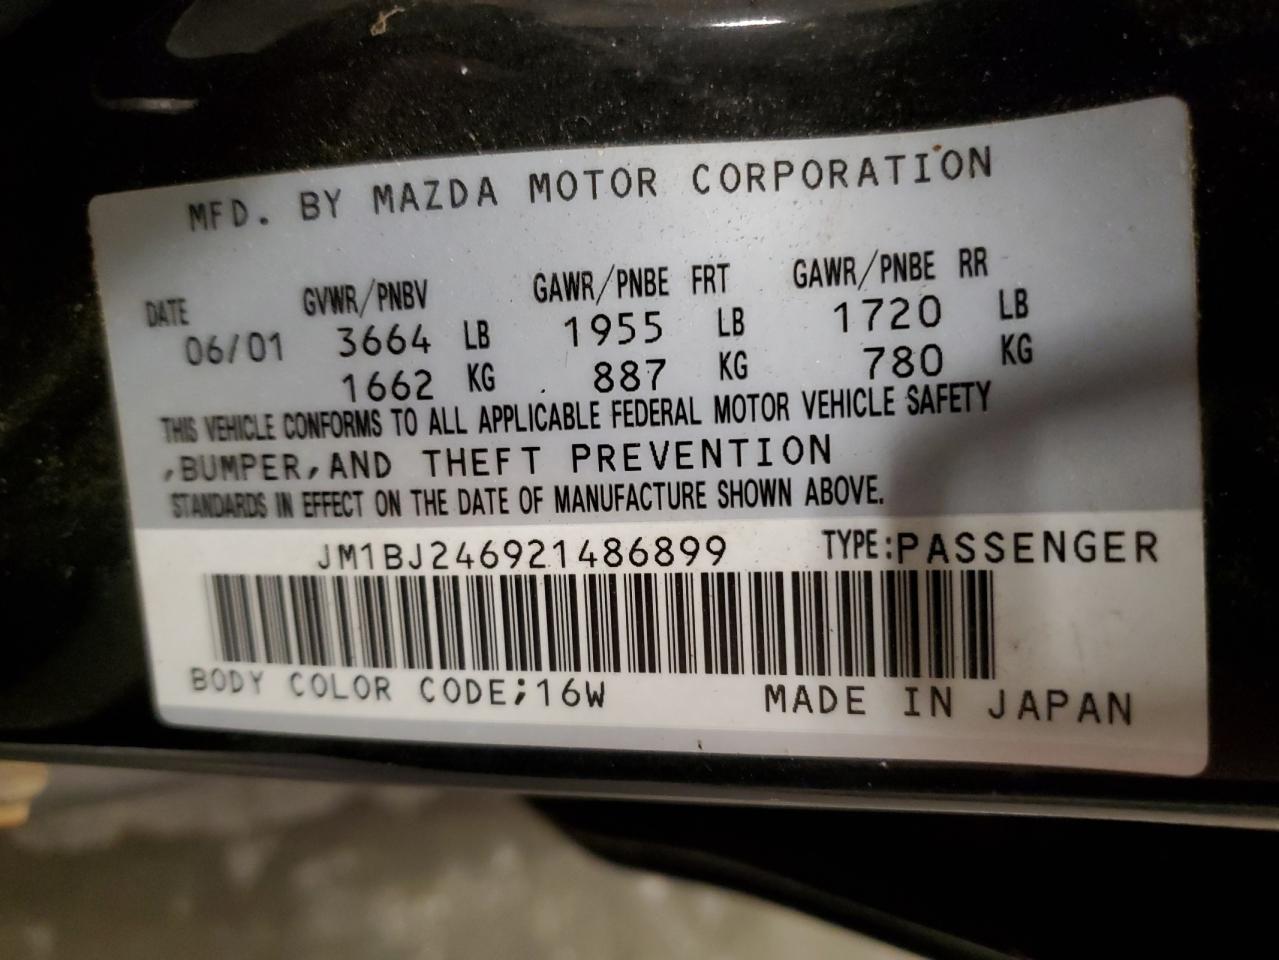 MFD. BY MAZDA MOTOR CORPORATION
DATE GVWR/PNBV GAWR/PNBE FRT GAWR/PNBE RR
06/01 3664 LB 1955 LB 1720 LB
1662 KG 887 KG 780 KG
THIS VEHICLE CONFORMS TO ALL APPLICABLE FEDERAL MOTOR VEHICLE SAFETY
,BUMPER,AND THEFT PREVENTION
STANDARDS IN EFFECT ON THE DATE OF MANUFACTURE SHOWN ABOVE.
JM1BJ246921486899 TYPE:PASSENGER
BODY COLOR CODE;16W MADE IN JAPAN